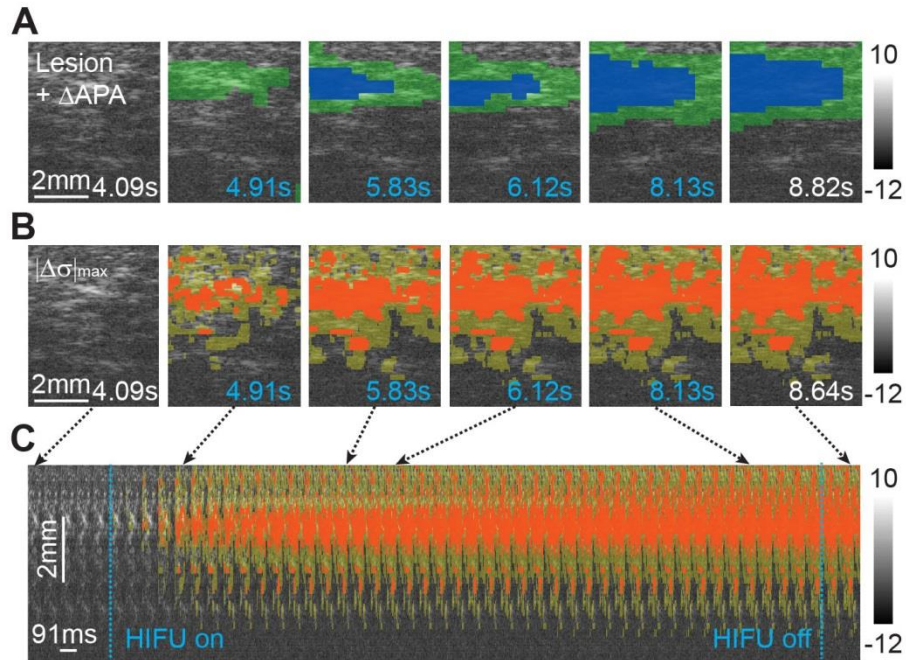 A
Lesion
+ ΔAPA
2mm 4.09s
4.91s
5.83s
6.12s
8.13s
8.82s
10
-12
B
|Δσ|max
2mm 4.09s
4.91s
5.83s
6.12s
8.13s
8.64s
10
-12
C
2mm
91ms
HIFU on
HIFU off
10
-12